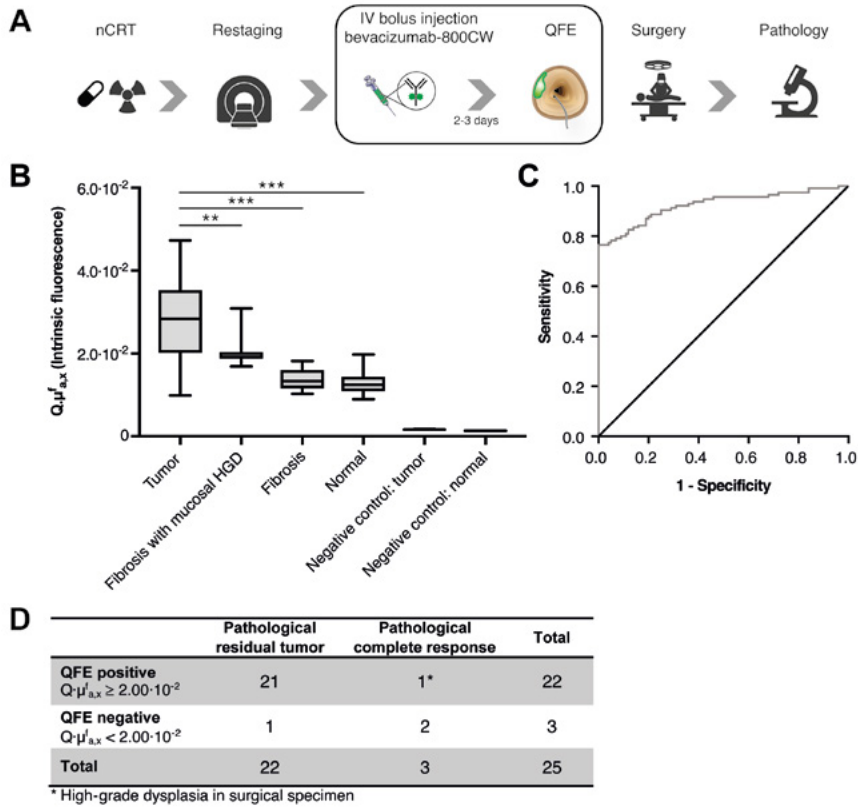 A
nCRT
Restaging
IV bolus injection
bevacizumab-800CW
QFE
Surgery
Pathology
2-3 days
B
Q.µᶠa,x (Intrinsic fluorescence)
6.0·10⁻²
4.0·10⁻²
2.0·10⁻²
0
***
***
**
Tumor
Fibrosis with mucosal HGD
Fibrosis
Normal
Negative control: tumor
Negative control: normal
C
Sensitivity
1.0
0.8
0.6
0.4
0.2
0.0
0.0 0.2 0.4 0.6 0.8 1.0
1 - Specificity
D
Pathological residual tumor
Pathological complete response
Total
QFE positive
Q·µᶠa,x ≥ 2.00·10⁻²
21 1* 22
QFE negative
Q·µᶠa,x < 2.00·10⁻²
1 2 3
Total 22 3 25
* High-grade dysplasia in surgical specimen